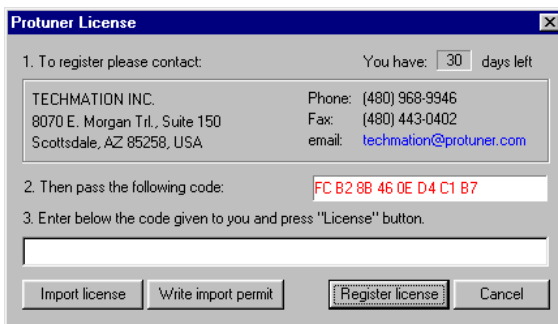 Protuner License
1. To register please contact: You have: 30 days left
TECHMATION INC. Phone: (480) 968-9946
8070 E. Morgan Trl., Suite 150 Fax: (480) 443-0402
Scottsdale, AZ 85258, USA email: techmation@protuner.com
2. Then pass the following code: FC B2 8B 46 0E D4 C1 B7
3. Enter below the code given to you and press "License" button.
Import license Write import permit Register license Cancel